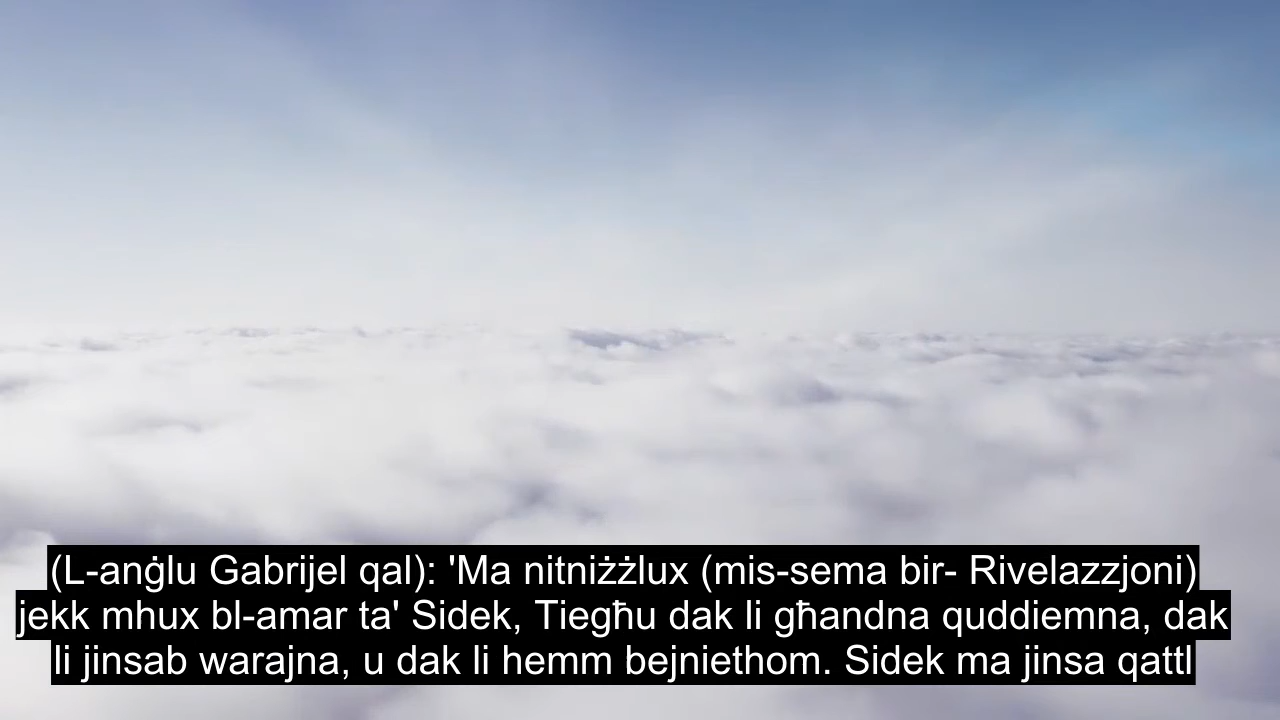 (L-anġlu Gabrijel qal): 'Ma nitniżżlux (mis-sema bir- Rivelazzjoni)
jekk mhux bl-amar ta' Sidek, Tiegħu dak li għandna quddiemna, dak
li jinsab warajna, u dak li hemm bejniethom. Sidek ma jinsa qattl